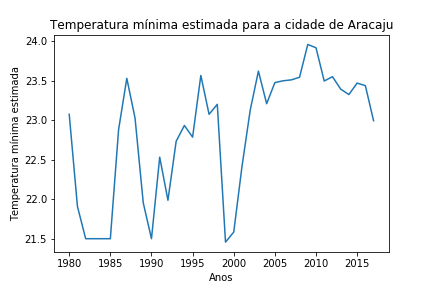 Temperatura mínima estimada para a cidade de Aracaju
Temperatura mínima estimada
24.0
23.5
23.0
22.5
22.0
21.5
1980 1985 1990 1995 2000 2005 2010 2015
Anos